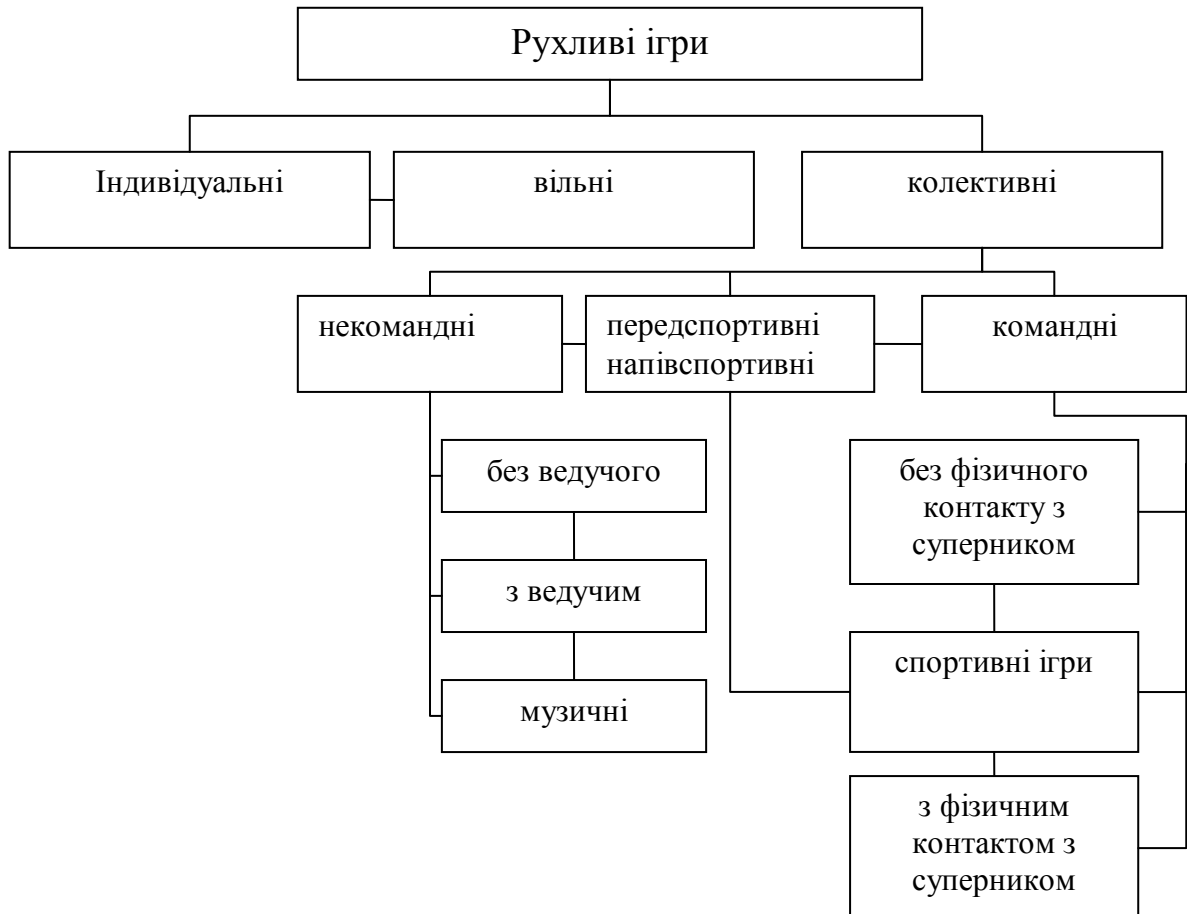 Рухливі ігри
Індивідуальні
вільні
колективні
некомандні
передспортивні
напівспортивні
командні
без ведучого
з ведучим
музичні
без фізичного
контакту з
суперником
спортивні ігри
з фізичним
контактом з
суперником